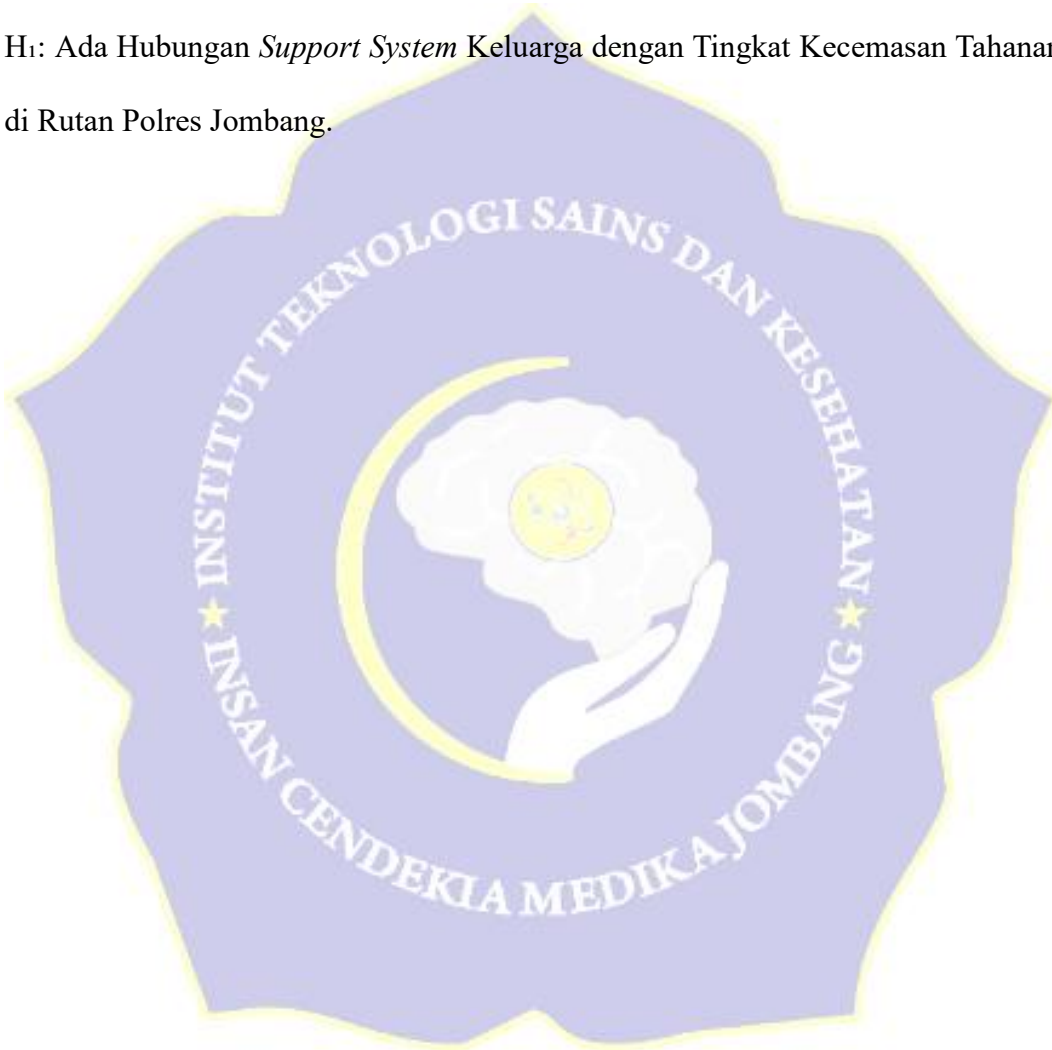 H₁: Ada Hubungan Support System Keluarga dengan Tingkat Kecemasan Tahanan
di Rutan Polres Jombang.
INSTITUT TEKNOLOGI SAINS DAN KESEHATAN
★ INSAN CENDEKIA MEDIKA JOMBANG ★